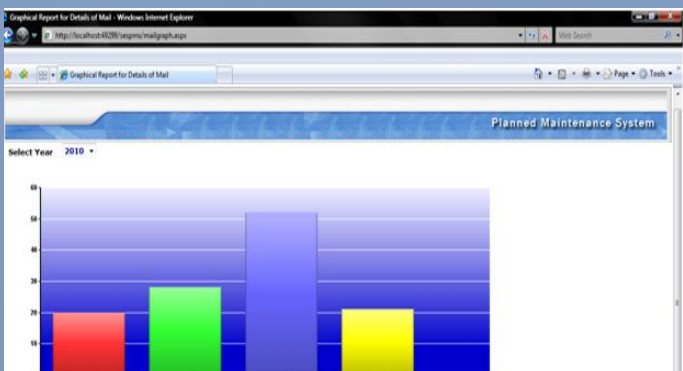 Graphical Report for Details of Mail - Windows Internet Explorer
http://localhost:49299/sespms/mailgraph.aspx
Web Search
Graphical Report for Details of Mail
Page
Tools
Planned Maintenance System
Select Year 2010
60
50
40
30
20
10